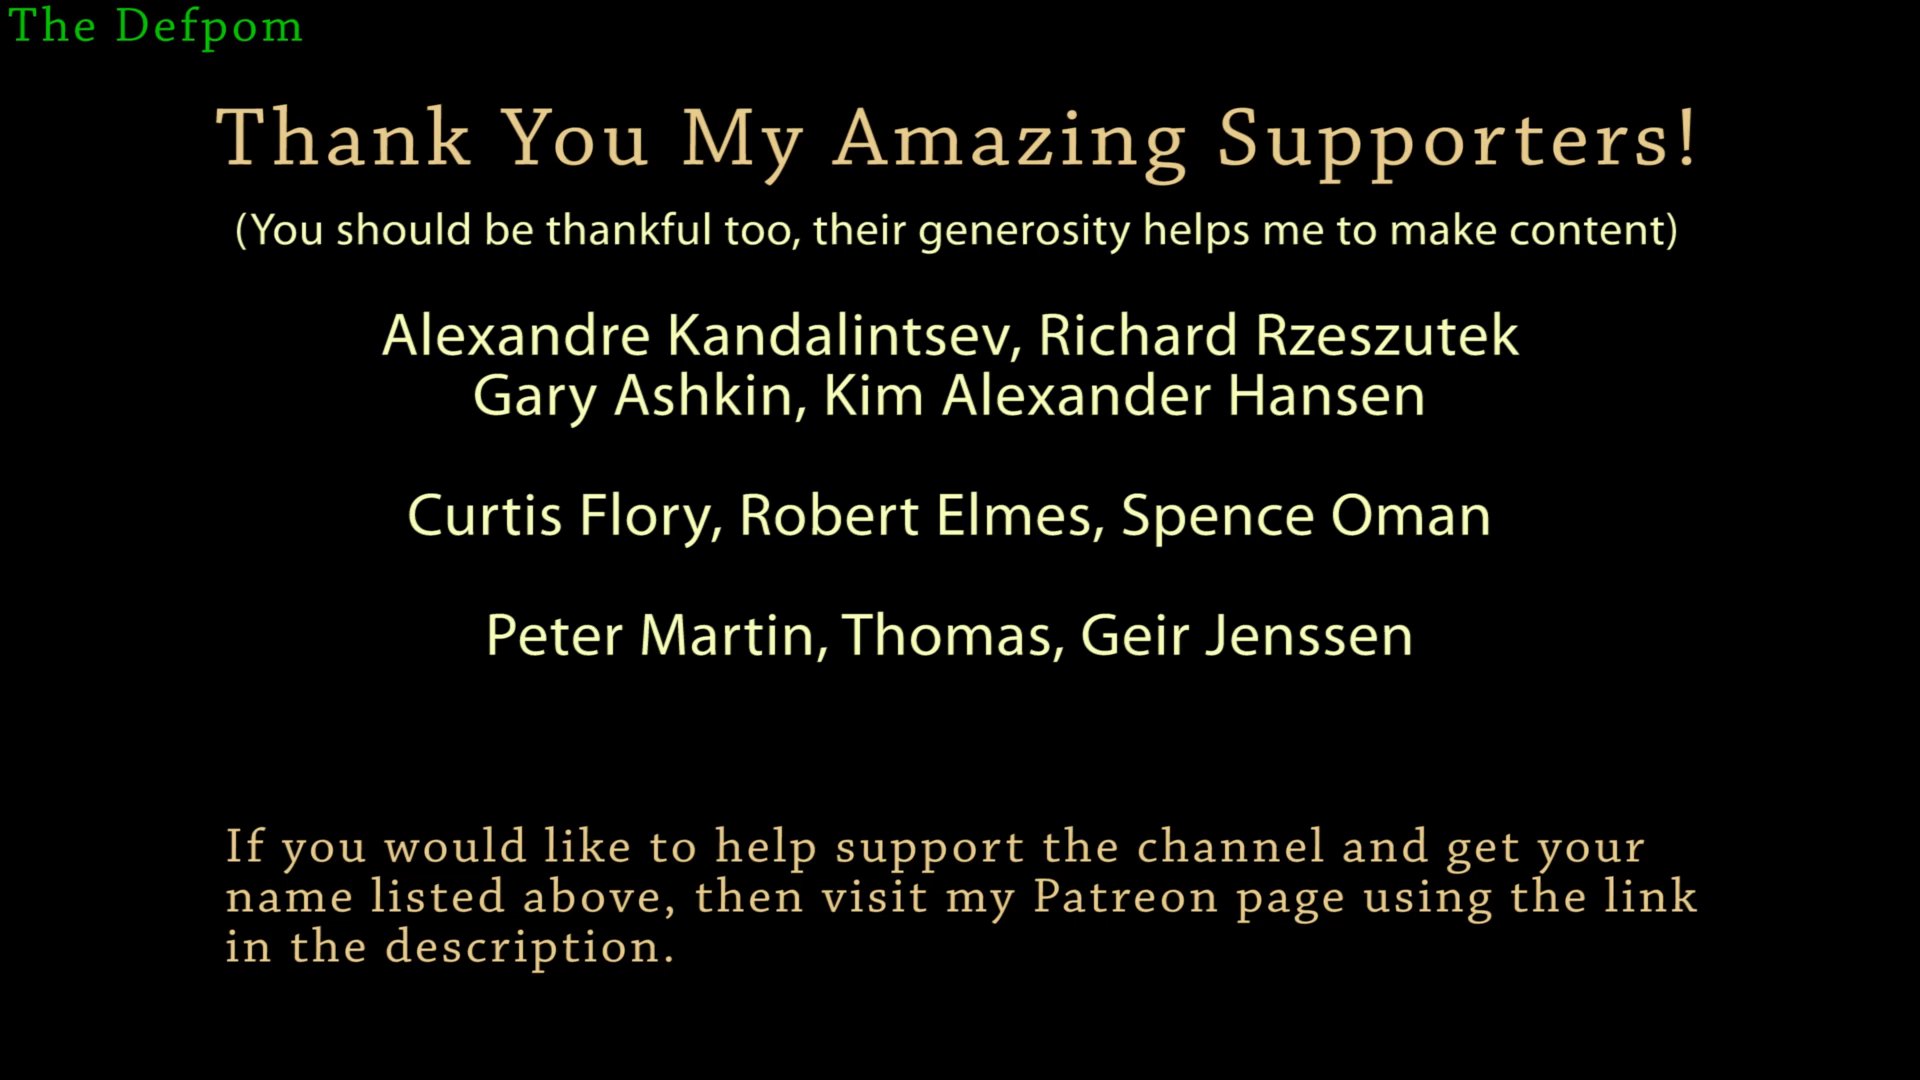 The Defpom
Thank You My Amazing Supporters!
(You should be thankful too, their generosity helps me to make content)
Alexandre Kandalintsev, Richard Rzeszutek
Gary Ashkin, Kim Alexander Hansen
Curtis Flory, Robert Elmes, Spence Oman
Peter Martin, Thomas, Geir Jenssen
If you would like to help support the channel and get your
name listed above, then visit my Patreon page using the link
in the description.